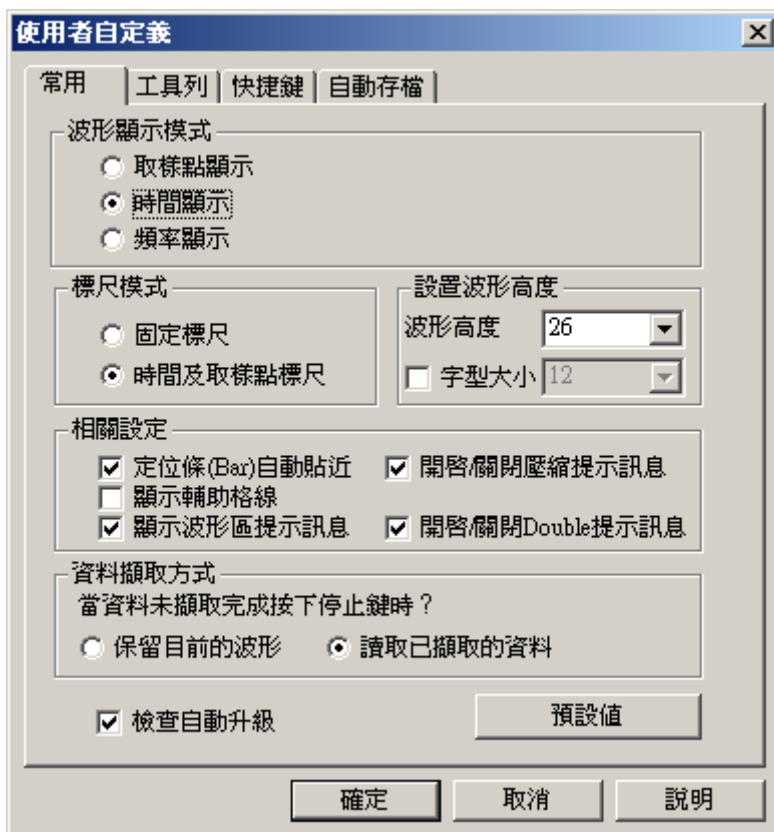 使用者自定義
常用 工具列 快捷鍵 自動存檔
波形顯示模式
取樣點顯示
時間顯示
頻率顯示
標尺模式
固定標尺
時間及取樣點標尺
設置波形高度
波形高度 26
字型大小 12
相關設定
定位條(Bar)自動貼近 開啓/關閉壓縮提示訊息
顯示輔助格線
顯示波形區提示訊息 開啓/關閉Double提示訊息
資料擷取方式
當資料未擷取完成按下停止鍵時？
保留目前的波形 讀取已擷取的資料
檢查自動升級 預設値
確定 取消 說明